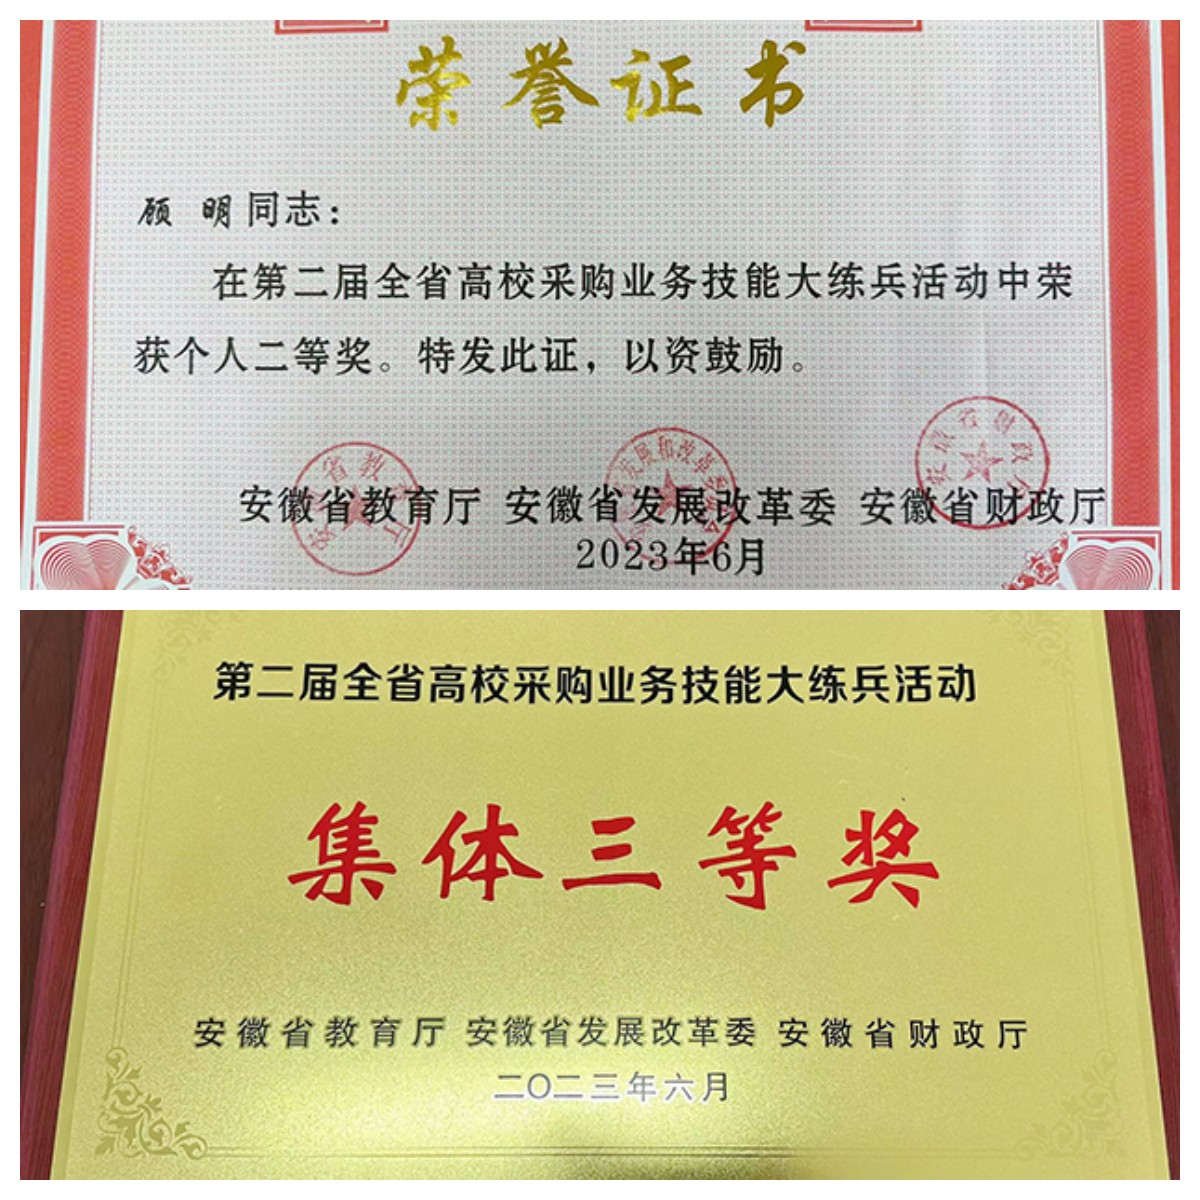 荣誉证书
顾 明同志：
在第二届全省高校采购业务技能大练兵活动中荣
获个人二等奖。特发此证，以资鼓励。
安徽省教育厅 安徽省发展改革委 安徽省财政厅
2023年6月
第二届全省高校采购业务技能大练兵活动
集体三等奖
安徽省教育厅 安徽省发展改革委 安徽省财政厅
二〇二三年六月